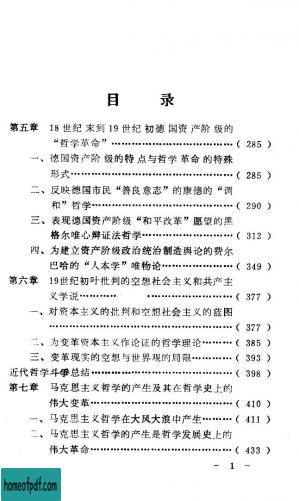 目 录
第五章 18世纪末到19世纪初德国资产阶级的
“哲学革命”……………………………( 285 )
一、德国资产阶级的特点与哲学革命的特殊
形式……………………………………( 285 )
二、反映德国市民“善良意志”的康德的“调
和”哲学………………………………( 290 )
三、表现德国资产阶级“和平改革”愿望的黑
格尔唯心辩证法哲学…………………( 312 )
四、为建立资产阶级政治统治制造舆论的费尔
巴哈的“人本学”唯物论……………( 349 )
第六章 19世纪初叶批判的空想社会主义和共产主
义学说…… ……………………( 377 )
一、对资本主义的批判和空想社会主义的蓝图
……………………………………………( 377 )
二、为变革资本主义作论证的哲学理论……( 385 )
三、变革现实的空想与世界观的局限………( 393 )
近代哲学斗争总结……………………………( 398 )
第七章 马克思主义哲学的产生及其在哲学史上的
伟大变革………………………………( 410 )
一、马克思主义哲学在大风大浪中产生……( 411 )
二、马克思主义哲学的产生是哲学发展史上的
伟大革命………………………………( 433 )
- 1 -
homeofpdf.com